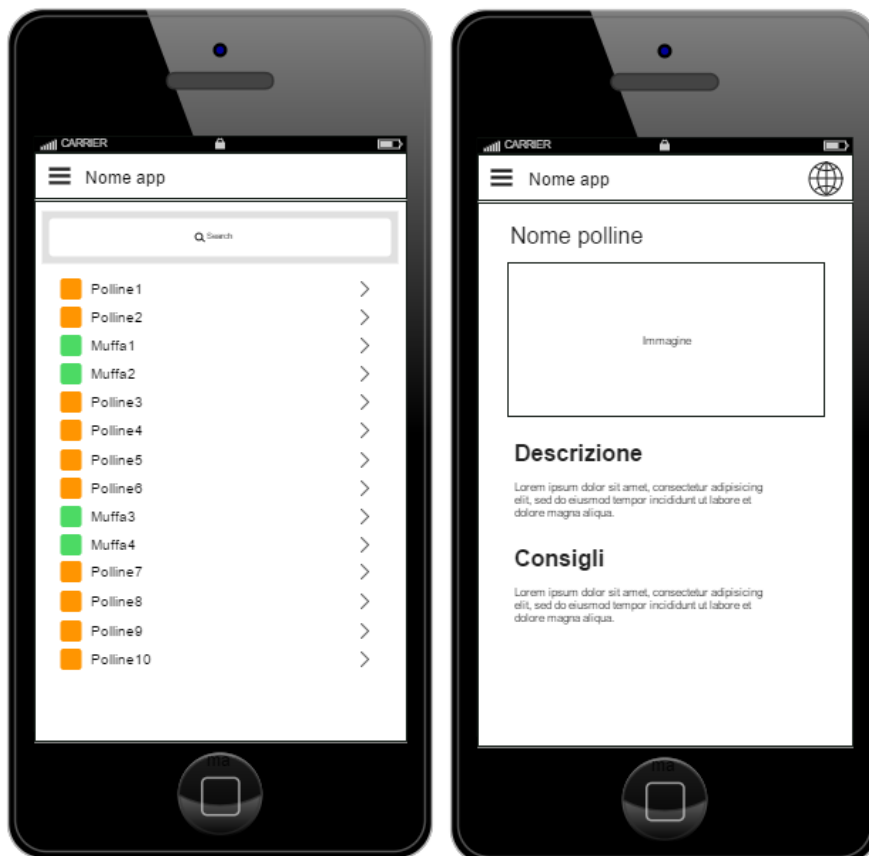 CARRIER
Nome app
Search
Polline1
Polline2
Muffa1
Muffa2
Polline3
Polline4
Polline5
Polline6
Muffa3
Muffa4
Polline7
Polline8
Polline9
Polline10
ma
CARRIER
Nome app
Nome polline
Immagine
Descrizione
Lorem ipsum dolor sit amet, consectetur adipisicing
elit, sed do eiusmod tempor incididunt ut labore et
dolore magna aliqua.
Consigli
Lorem ipsum dolor sit amet, consectetur adipisicing
elit, sed do eiusmod tempor incididunt ut labore et
dolore magna aliqua.
ma